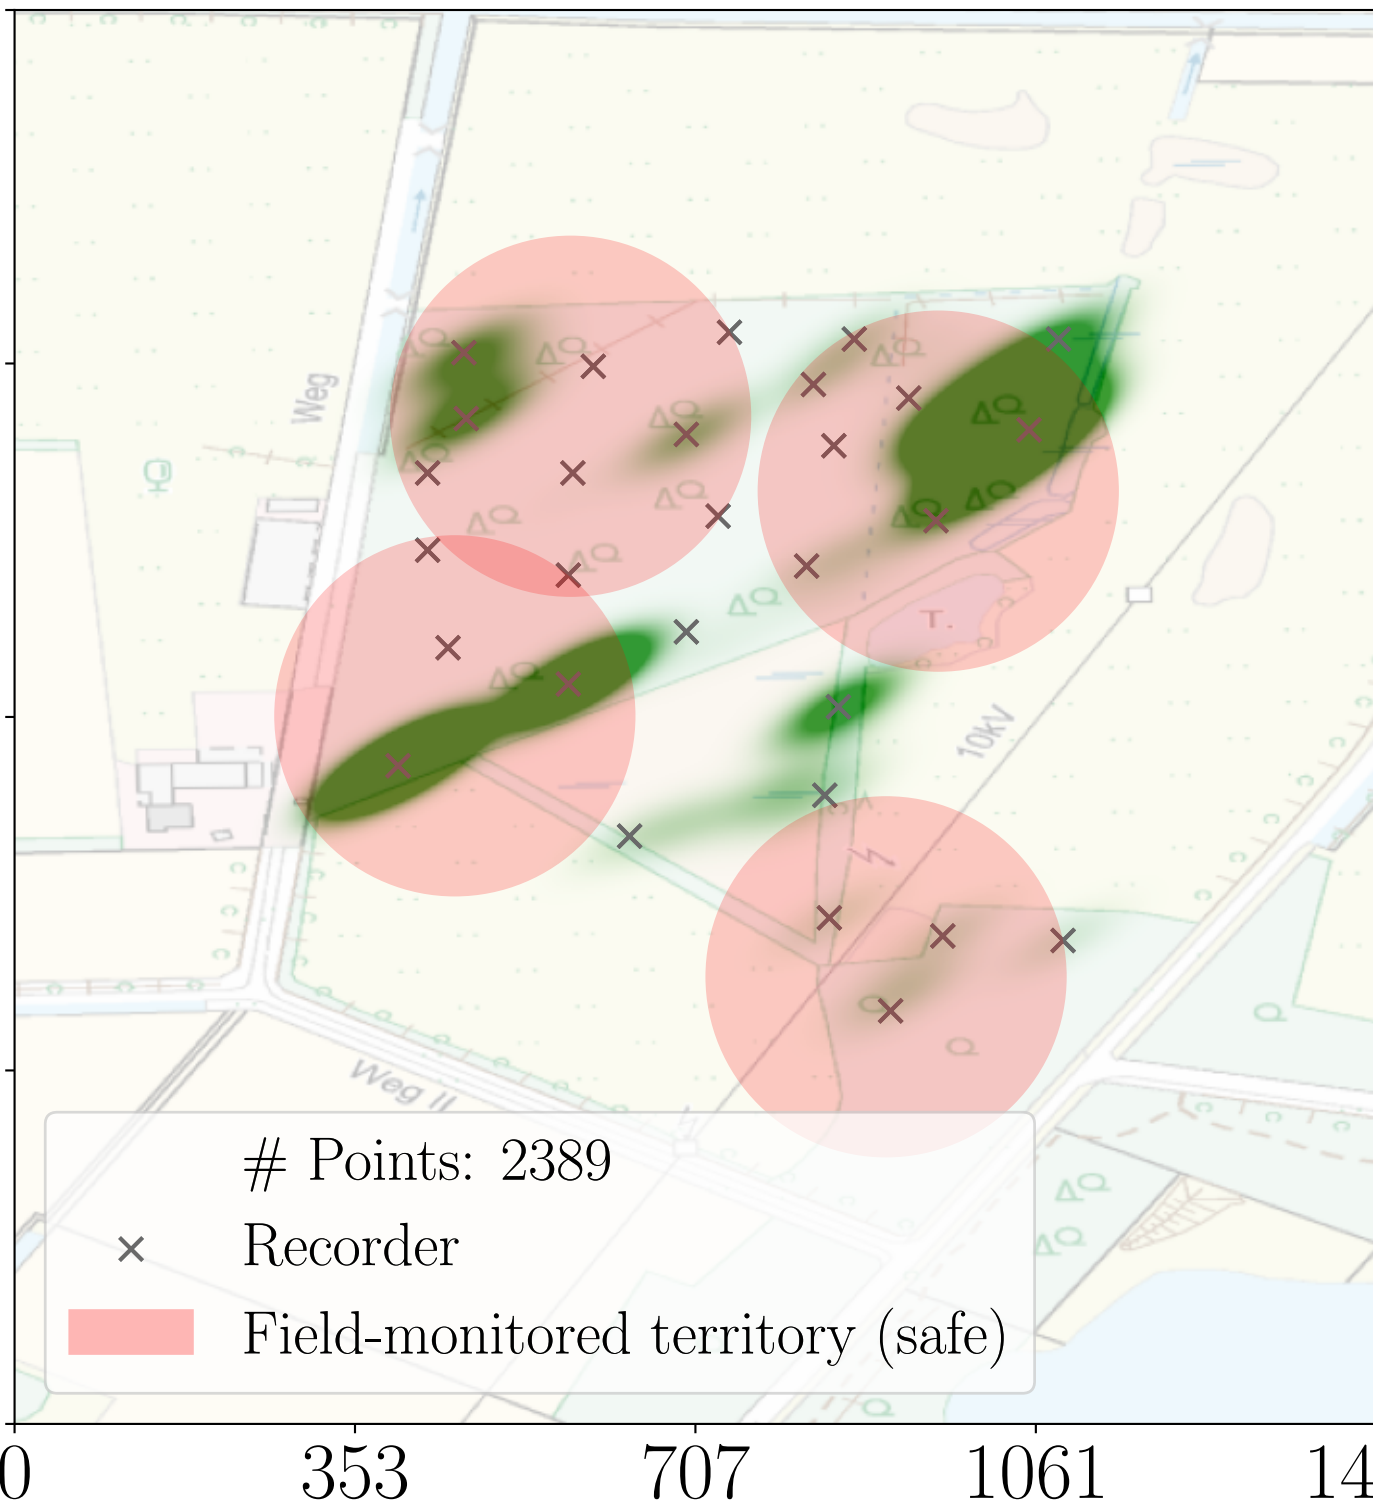 Weg
T.
10kV
Weg II
# Points: 2389
Recorder
Field-monitored territory (safe)
0 353 707 1061